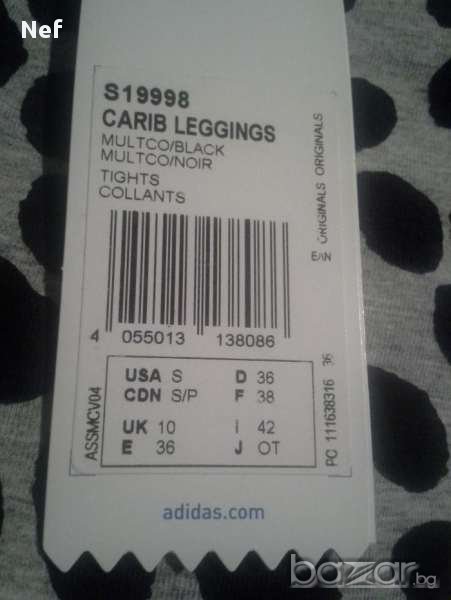 Nef
S19998
CARIB LEGGINGS
MULTCO/BLACK
MULTCO/NOIR
TIGHTS
COLLANTS
ORIGINALS ORIGINALS
EAN
4 055013 138086
USA S D 36
CDN S/P F 38
UK 10 I 42
E 36 J OT
ASSMCV04
PC 111638316 36
adidas.com
bazar.bg